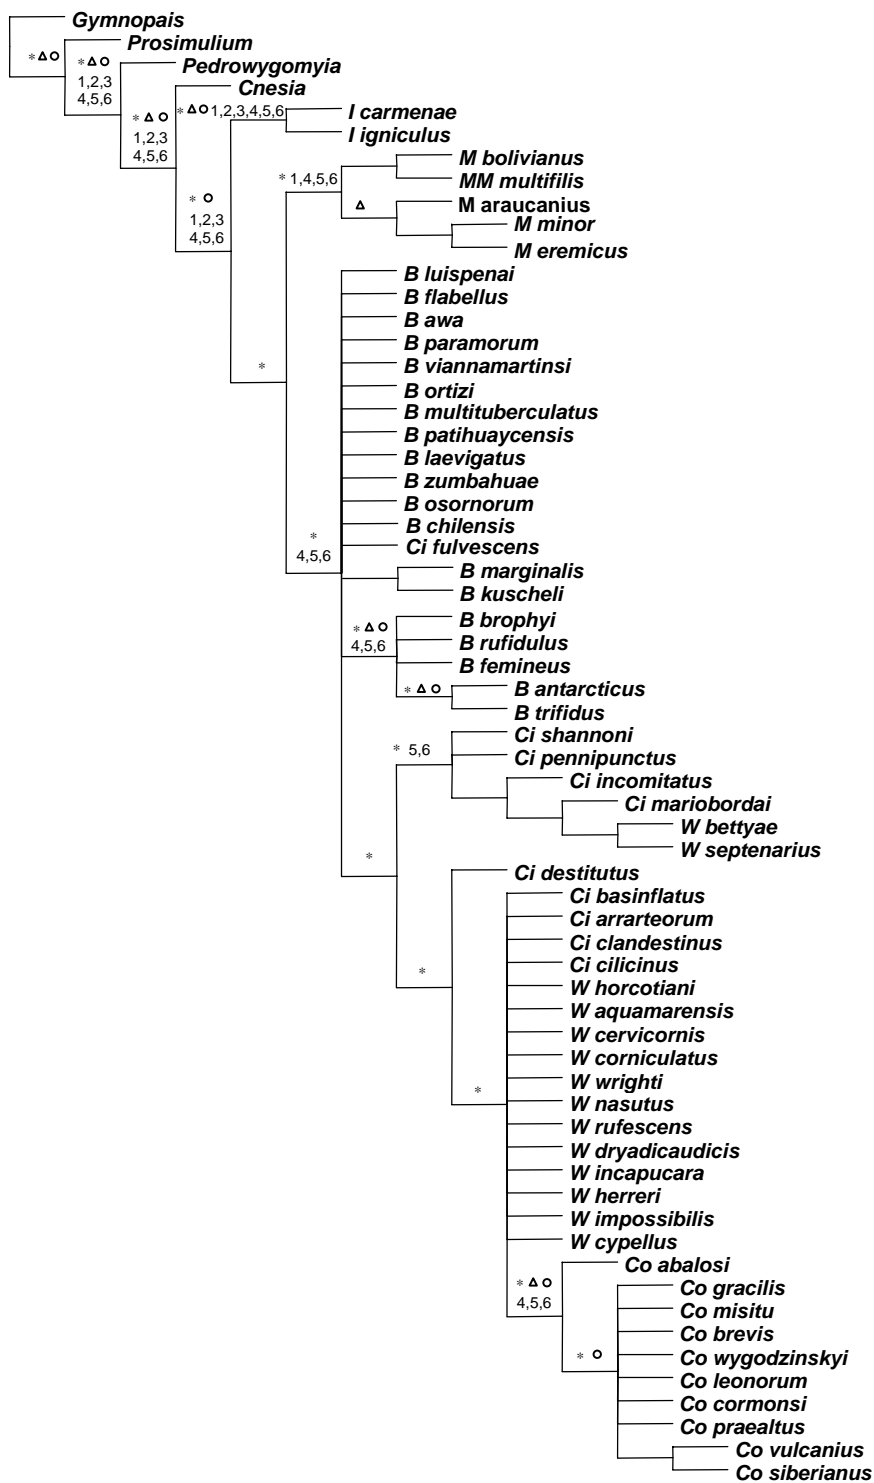 Gymnopais
Prosimulium
* Δ O
* Δ O
Pedrowygomyia
1,2,3
4,5,6
Cnesia
* Δ O 1,2,3,4,5,6
I carmenae
* Δ O
1,2,3
4,5,6
I igniculus
M bolivianus
* 1,4,5,6
MM multifilis
* O
1,2,3
4,5,6
Δ
M araucanius
M minor
M eremicus
B luispenai
B flabellus
B awa
B paramorum
*
B viannamartinsi
B ortizi
B multituberculatus
B patihuaycensis
B laevigatus
B zumbahuae
B osornorum
B chilensis
*
4,5,6
Ci fulvescens
B marginalis
B kuscheli
B brophyi
* Δ O
4,5,6
B rufidulus
B femineus
* Δ O
B antarcticus
B trifidus
Ci shannoni
* 5,6
Ci pennipunctus
Ci incomitatus
Ci mariobordai
W bettyae
W septenarius
*
Ci destitutus
Ci basinflatus
Ci arrarteorum
Ci clandestinus
Ci cilicinus
*
W horcotiani
W aquamarensis
W cervicornis
W corniculatus
W wrighti
*
W nasutus
W rufescens
W dryadicaudicis
W incapucara
W herreri
W impossibilis
W cypellus
Co abalosi
* Δ O
4,5,6
Co gracilis
Co misitu
Co brevis
* O
Co wygodzinskyi
Co leonorum
Co cormonsi
Co praealtus
Co vulcanius
Co siberianus